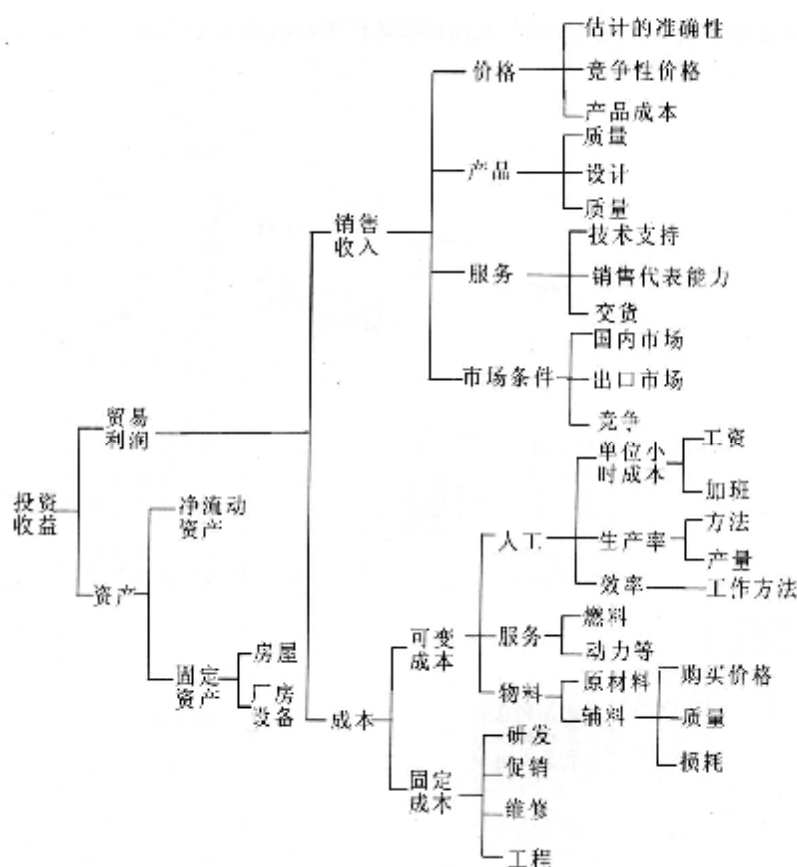 估计的准确性
价格
竞争性价格
产品成本
质量
产品
设计
质量
销售
收入
技术支持
服务
销售代表能力
交货
国内市场
市场条件
出口市场
竞争
贸易
利润
单位小
时成本
工资
加班
投资
收益
净流动
资产
人工
生产率
方法
产量
资产
效率
工作方法
可变
成本
服务
燃料
动力等
固定
资产
房屋
厂房
设备
物料
原材料
辅料
购买价格
质量
损耗
成本
固定
成本
研发
促销
维修
工程